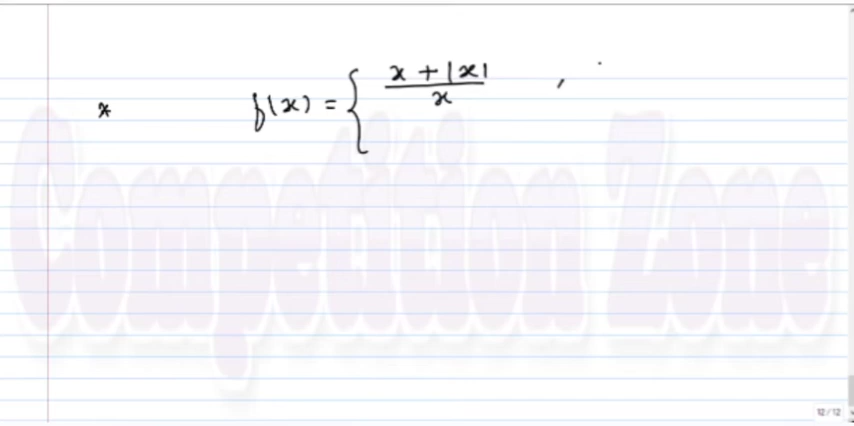 * f(x) = { x + |x| / x ,
Competition Zone
12/12